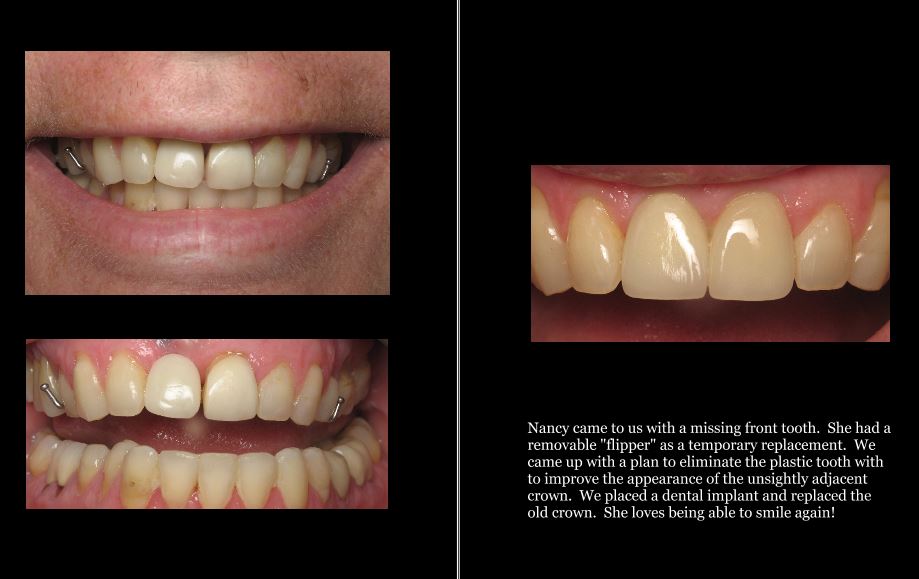 Nancy came to us with a missing front tooth.  She had a
removable "flipper" as a temporary replacement.  We
came up with a plan to eliminate the plastic tooth with
to improve the appearance of the unsightly adjacent
crown.  We placed a dental implant and replaced the
old crown.  She loves being able to smile again!